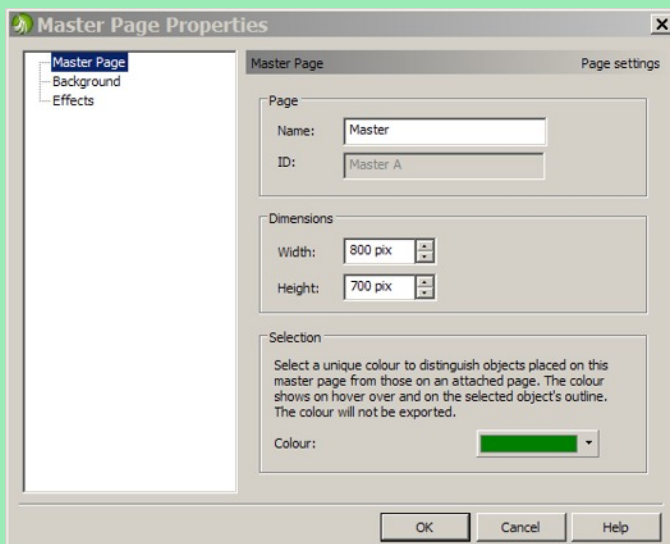 Master Page Properties
Master Page
Background
Effects
Master Page Page settings
Page
Name: Master
ID: Master A
Dimensions
Width: 800 pix
Height: 700 pix
Selection
Select a unique colour to distinguish objects placed on this
master page from those on an attached page. The colour
shows on hover over and on the selected object's outline.
The colour will not be exported.
Colour:
OK Cancel Help